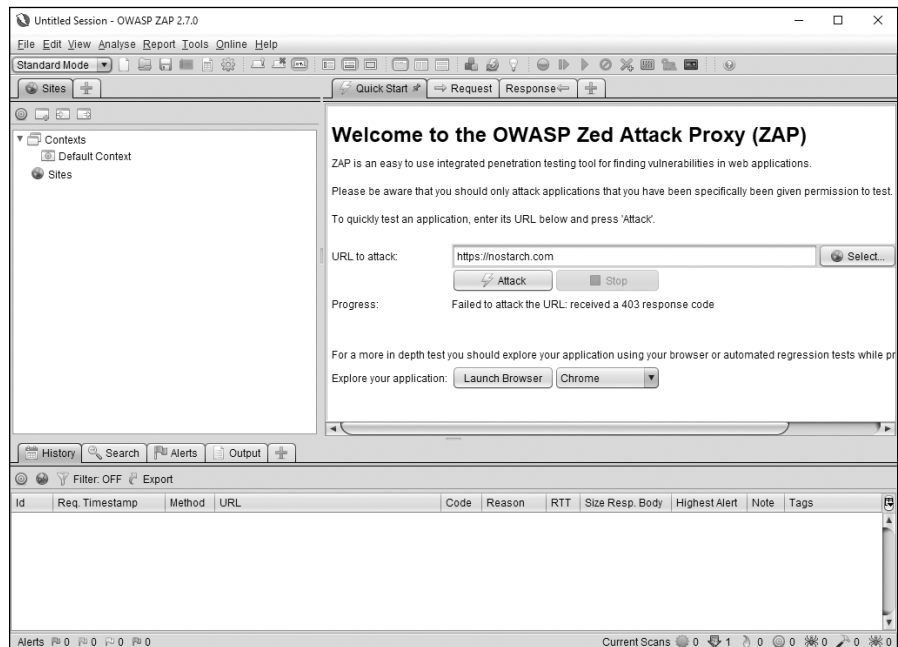 Untitled Session - OWASP ZAP 2.7.0
File Edit View Analyse Report Tools Online Help
Standard Mode
Sites
Quick Start
Request
Response
Contexts
Default Context
Sites
Welcome to the OWASP Zed Attack Proxy (ZAP)
ZAP is an easy to use integrated penetration testing tool for finding vulnerabilities in web applications.
Please be aware that you should only attack applications that you have been specifically been given permission to test.
To quickly test an application, enter its URL below and press 'Attack'.
URL to attack: https://nostarch.com Select...
Attack Stop
Progress: Failed to attack the URL: received a 403 response code
For a more in depth test you should explore your application using your browser or automated regression tests while pr
Explore your application: Launch Browser Chrome
History Search Alerts Output
Filter: OFF Export
Id Req. Timestamp Method URL Code Reason RTT Size Resp. Body Highest Alert Note Tags
Alerts 0 0 0 0 Current Scans 0 1 0 0 0 0 0